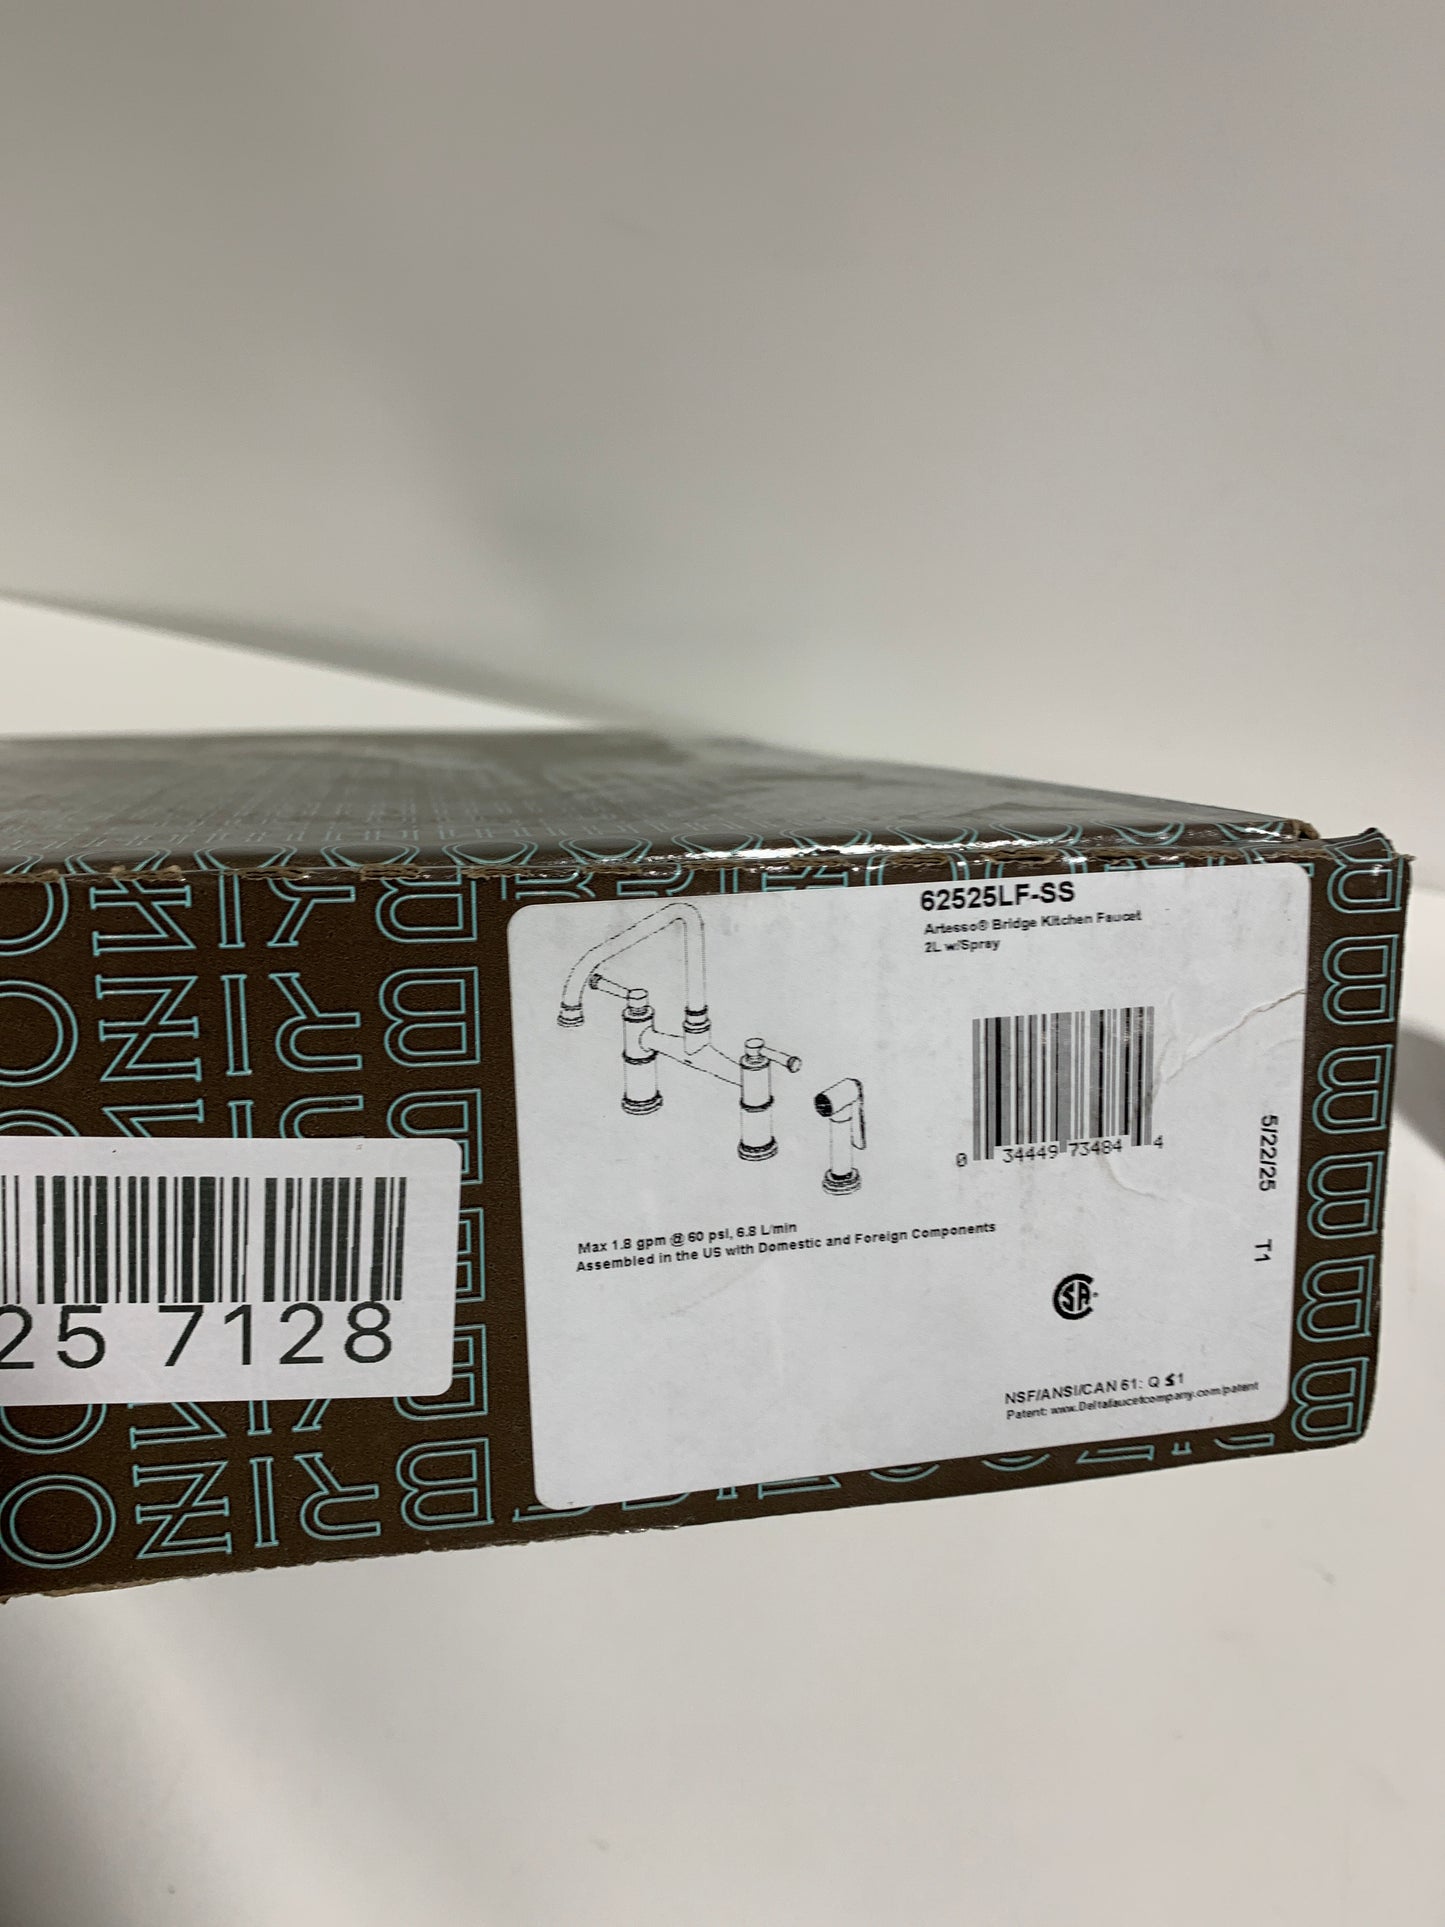 62525LF-SS
Artesso® Bridge Kitchen Faucet
2L w/Spray
0 34449 73484 4
5/22/25 T1
Max 1.8 gpm @ 60 psi, 6.8 L/min
Assembled in the US with Domestic and Foreign Components
NSF/ANSI/CAN 61: Q ≤ 1
Patent: www.Deltafaucetcompany.com/patent
25 7128